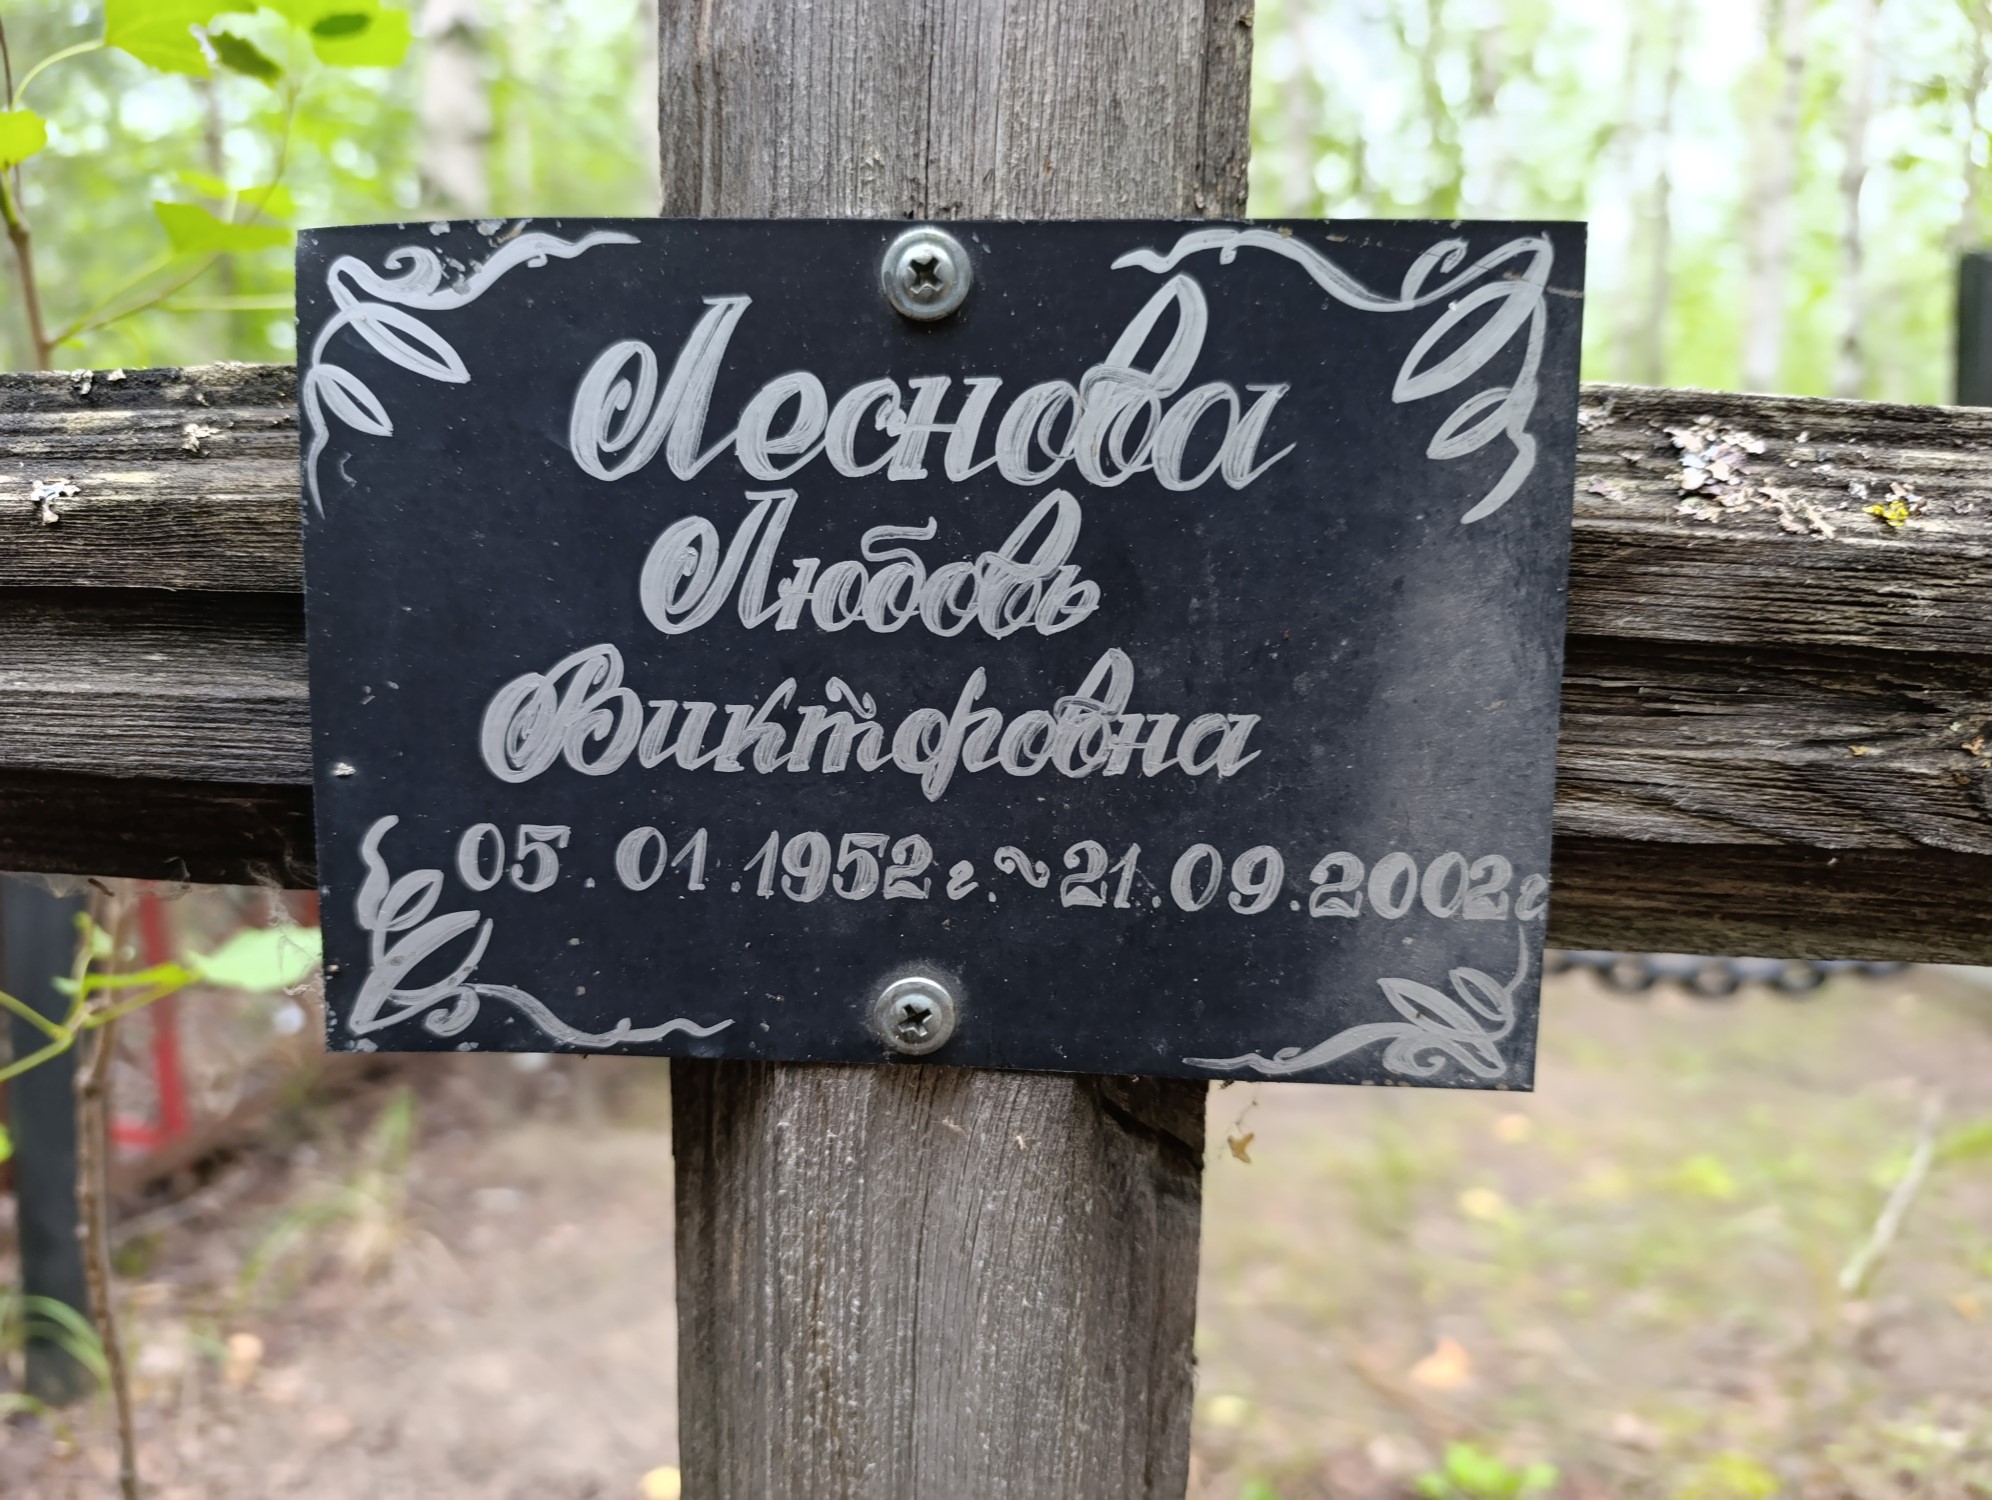 Леснова
Любовь
Викторовна
05.01.1952г. ~ 21.09.2002г